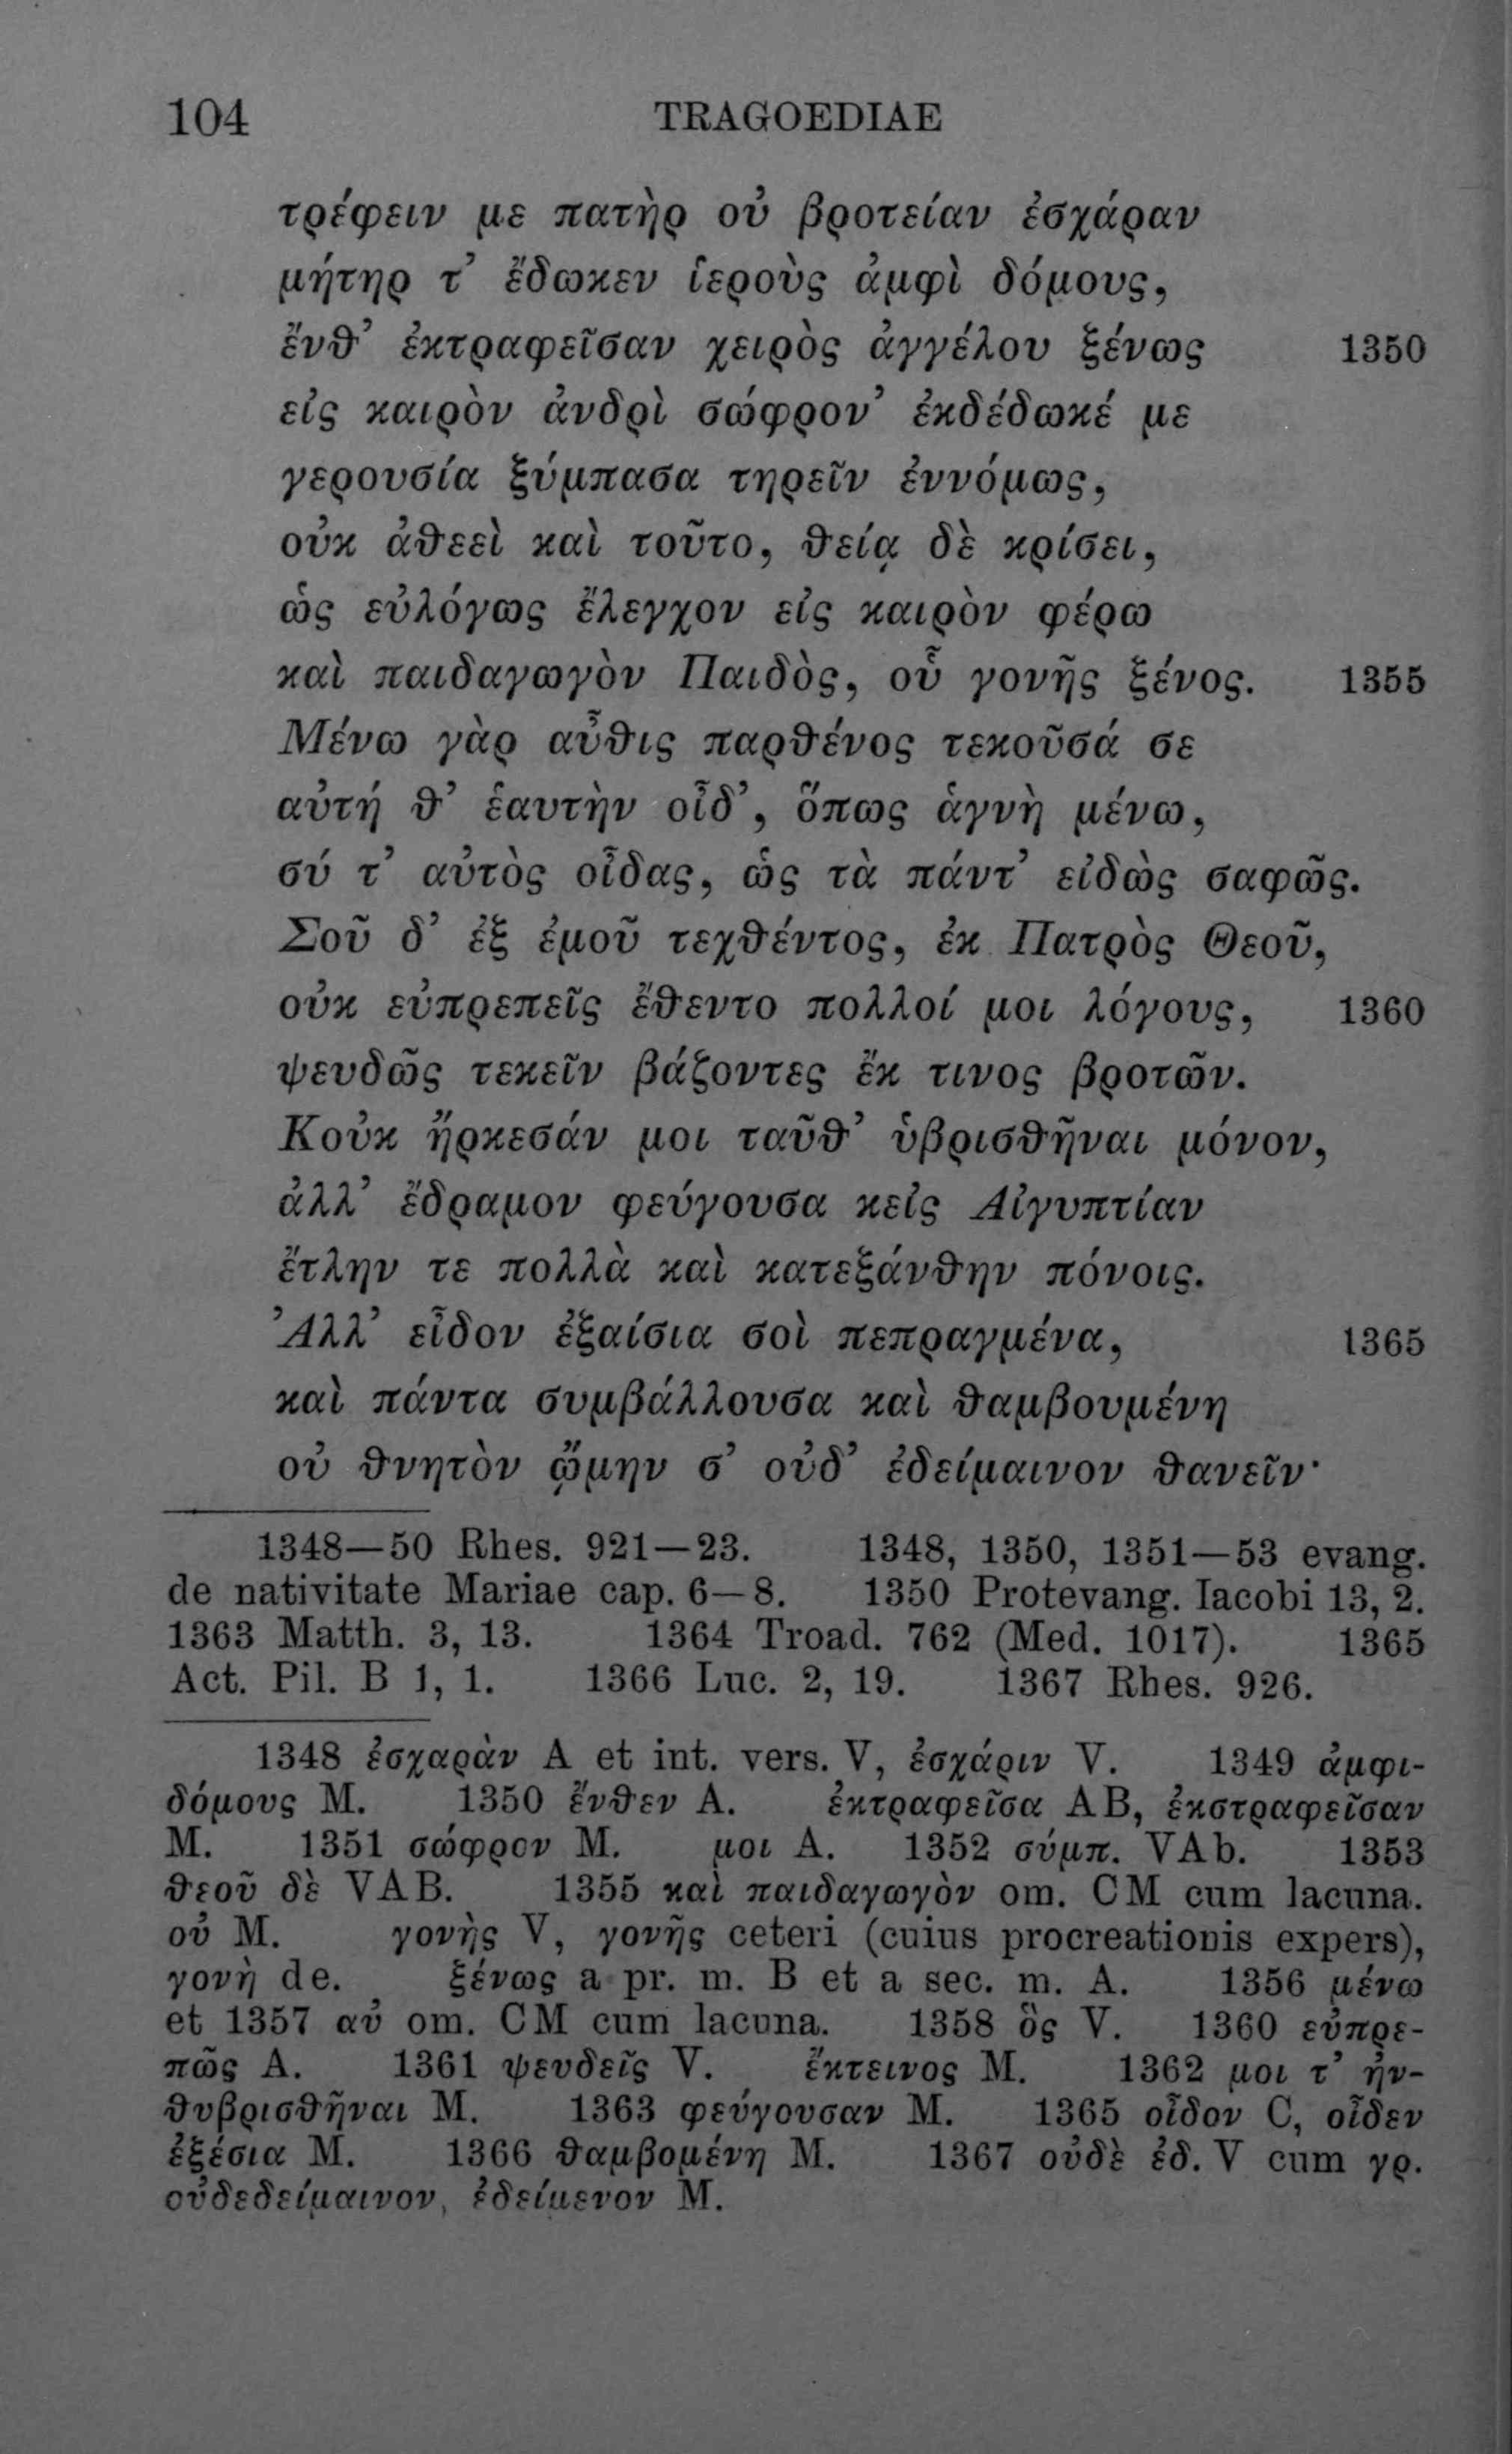 104 TRAGOEDIAE
τρέφειν με πατὴρ οὐ βροτείαν ἐσχάραν
μήτηρ τ’ ἔδωκεν ἱεροὺς ἀμφὶ δόμους,
ἔνθ’ ἐκτραφεῖσαν χειρὸς ἀγγέλου ξένως 1350
εἰς καιρὸν ἀνδρὶ σώφρον’ ἐκδέδωκέ με
γερουσία ξύμπασα τηρεῖν ἐννόμως,
οὐκ ἀθεεὶ καὶ τοῦτο, θείᾳ δὲ κρίσει,
ὡς εὐλόγως ἔλεγχον εἰς καιρὸν φέρω
καὶ παιδαγωγὸν Παιδὸς, οὗ γονῆς ξένος. 1355
Μένω γὰρ αὖθις παρθένος τεκοῦσά σε
αὐτή θ’ ἑαυτὴν οἶδ’, ὅπως ἁγνὴ μένω,
σύ τ’ αὐτὸς οἶδας, ὡς τὰ πάντ’ εἰδὼς σαφῶς.
Σοῦ δ’ ἐξ ἐμοῦ τεχθέντος, ἐκ Πατρὸς Θεοῦ,
οὐκ εὐπρεπεῖς ἔθεντο πολλοί μοι λόγους, 1360
ψευδῶς τεκεῖν βάζοντες ἔκ τινος βροτῶν.
Κοὐκ ἤρκεσάν μοι ταῦθ’ ὑβρισθῆναι μόνον,
ἀλλ’ ἔδραμον φεύγουσα κεἰς Αἰγυπτίαν
ἔτλην τε πολλὰ καὶ κατεξάνθην πόνοις.
Ἀλλ’ εἶδον ἐξαίσια σοὶ πεπραγμένα, 1365
καὶ πάντα συμβάλλουσα καὶ θαμβουμένη
οὐ θνητὸν ᾤμην σ’ οὐδ’ ἐδείμαινον θανεῖν·
1348—50 Rhes. 921—23. 1348, 1350, 1351—53 evang.
de nativitate Mariae cap. 6—8. 1350 Protevang. Iacobi 13, 2.
1363 Matth. 3, 13. 1364 Troad. 762 (Med. 1017). 1365
Act. Pil. B 1, 1. 1366 Luc. 2, 19. 1367 Rhes. 926.
1348 ἐσχαρὰν A et int. vers. V, ἐσχάριν V. 1349 ἀμφι-
δόμους M. 1350 ἔνθεν A. ἐκτραφεῖσα AB, ἐκστραφεῖσαν
M. 1351 σώφρον M. μοι A. 1352 σύμπ. VAb. 1353
θεοῦ δὲ VAB. 1355 καὶ παιδαγωγὸν om. CM cum lacuna.
οὐ M. γονὴς V, γονῆς ceteri (cuius procreationis expers),
γονὴ de. ξένως a pr. m. B et a sec. m. A. 1356 μένω
et 1357 αὐ om. CM cum lacuna. 1358 ὃς V. 1360 εὐπρε-
πῶς A. 1361 ψευδεῖς V. ἔκτεινος M. 1362 μοι τ’ ἠν-
θυβρισθῆναι M. 1363 φεύγουσαν M. 1365 οἶδον C, οἶδεν
ἐξέσια M. 1366 θαμβομένη M. 1367 οὐδὲ ἐδ. V cum γρ.
οὐδεδείμαινον, ἐδείμενον M.